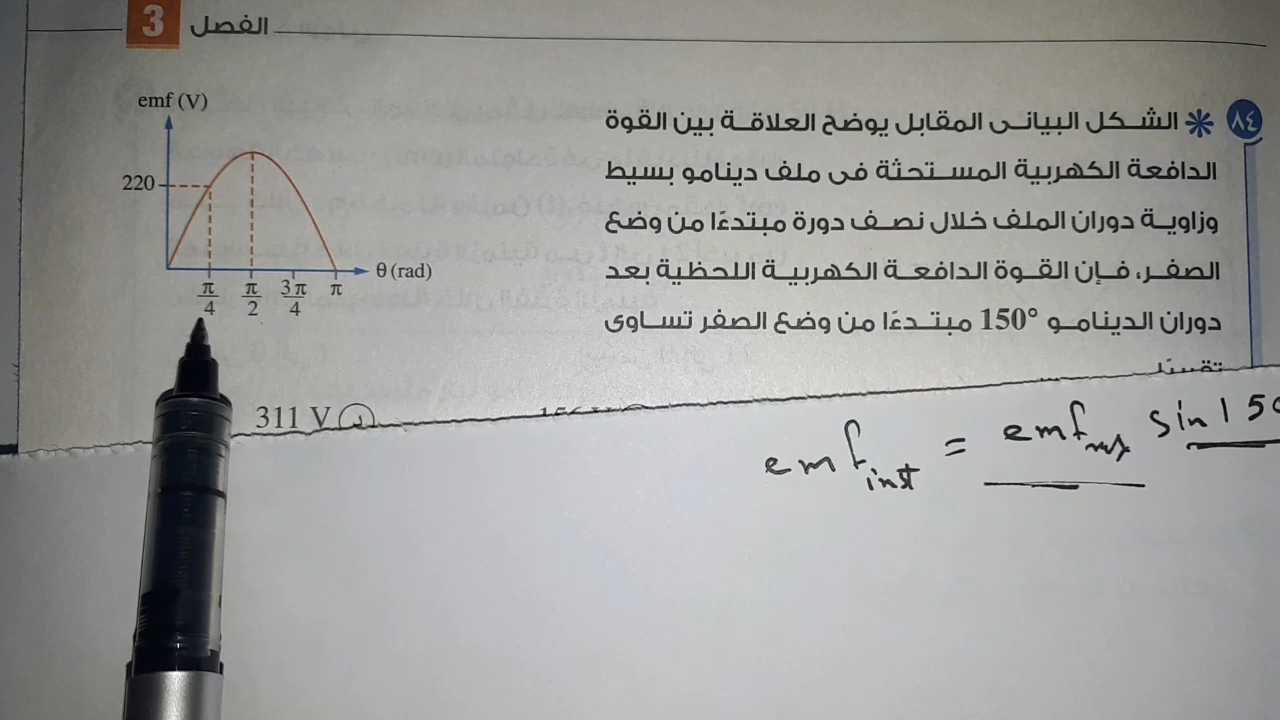 الفصل 3
٨٤ * الشكل البيانى المقابل يوضح العلاقة بين القوة
الدافعة الكهربية المستحثة فى ملف دينامو بسيط
وزاوية دوران الملف خلال نصف دورة مبتدءًا من وضع
الصفر، فإن القوة الدافعة الكهربية اللحظية بعد
دوران الدينامو 150° مبتدءًا من وضع الصفر تساوى
emf (V)
220
θ (rad)
π/4 π/2 3π/4 π
311 V د
emf inst = emf max sin 150